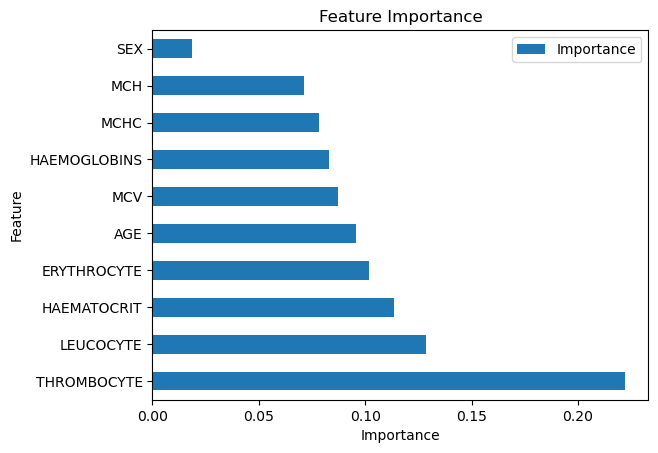 Feature Importance
Importance
SEX
MCH
MCHC
HAEMOGLOBINS
MCV
AGE
ERYTHROCYTE
HAEMATOCRIT
LEUCOCYTE
THROMBOCYTE
Feature
0.00 0.05 0.10 0.15 0.20
Importance